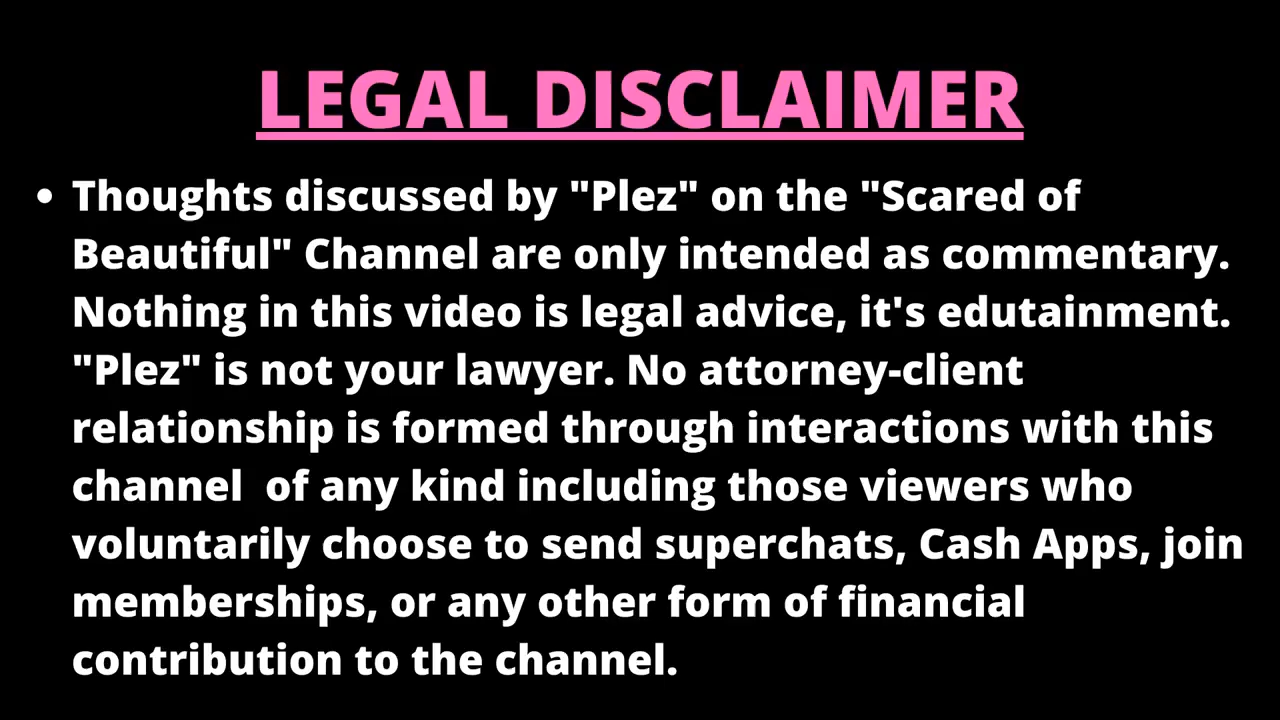 LEGAL DISCLAIMER
• Thoughts discussed by "Plez" on the "Scared of
Beautiful" Channel are only intended as commentary.
Nothing in this video is legal advice, it's edutainment.
"Plez" is not your lawyer. No attorney-client
relationship is formed through interactions with this
channel  of any kind including those viewers who
voluntarily choose to send superchats, Cash Apps, join
memberships, or any other form of financial
contribution to the channel.